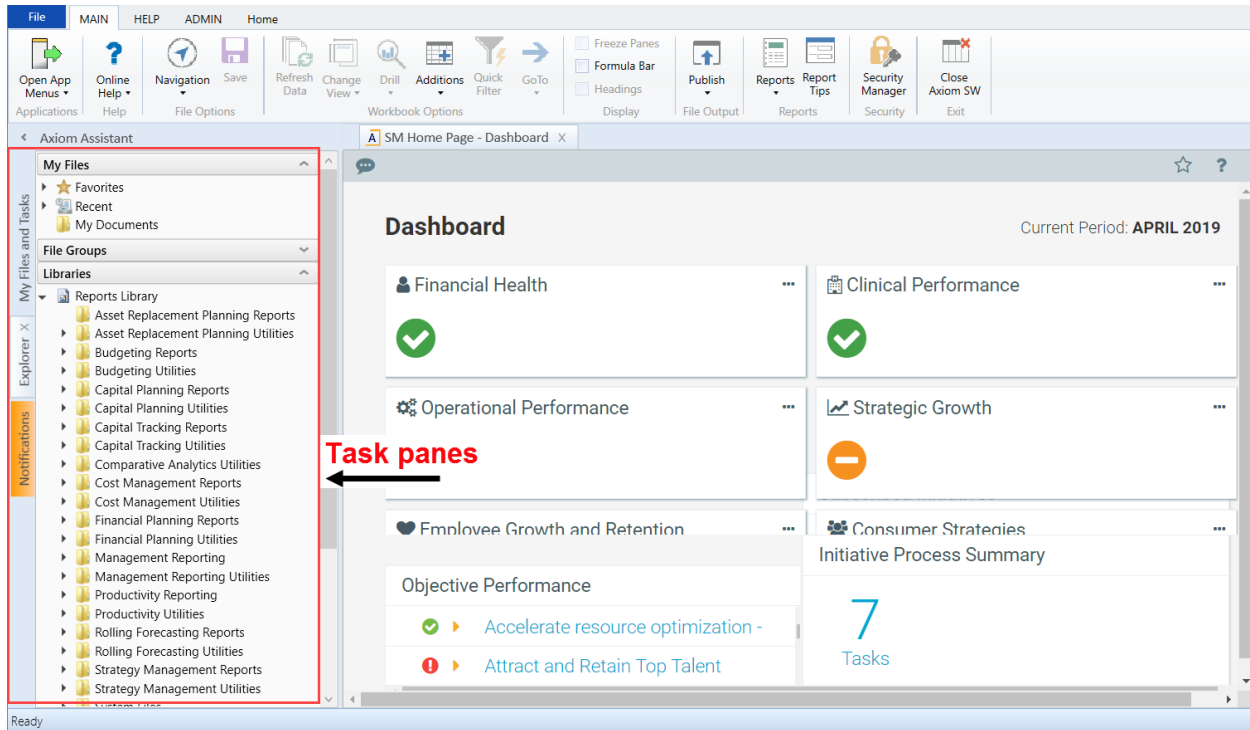 File MAIN HELP ADMIN Home
Open App Menus
Online Help
Navigation
Save
Refresh Data
Change View
Drill
Additions
Quick Filter
GoTo
Freeze Panes
Formula Bar
Headings
Publish
Reports
Report Tips
Security Manager
Close Axiom SW
Applications Help File Options Workbook Options Display File Output Reports Security Exit
Axiom Assistant
A SM Home Page - Dashboard X
My Files and Tasks
Explorer X
Notifications
My Files
Favorites
Recent
My Documents
File Groups
Libraries
Reports Library
Asset Replacement Planning Reports
Asset Replacement Planning Utilities
Budgeting Reports
Budgeting Utilities
Capital Planning Reports
Capital Planning Utilities
Capital Tracking Reports
Capital Tracking Utilities
Comparative Analytics Utilities
Cost Management Reports
Cost Management Utilities
Financial Planning Reports
Financial Planning Utilities
Management Reporting
Management Reporting Utilities
Productivity Reporting
Productivity Utilities
Rolling Forecasting Reports
Rolling Forecasting Utilities
Strategy Management Reports
Strategy Management Utilities
Task panes
?
Dashboard
Current Period: APRIL 2019
Financial Health
Clinical Performance
Operational Performance
Strategic Growth
Employee Growth and Retention
Consumer Strategies
Objective Performance
Accelerate resource optimization -
Attract and Retain Top Talent
Initiative Process Summary
7
Tasks
Ready